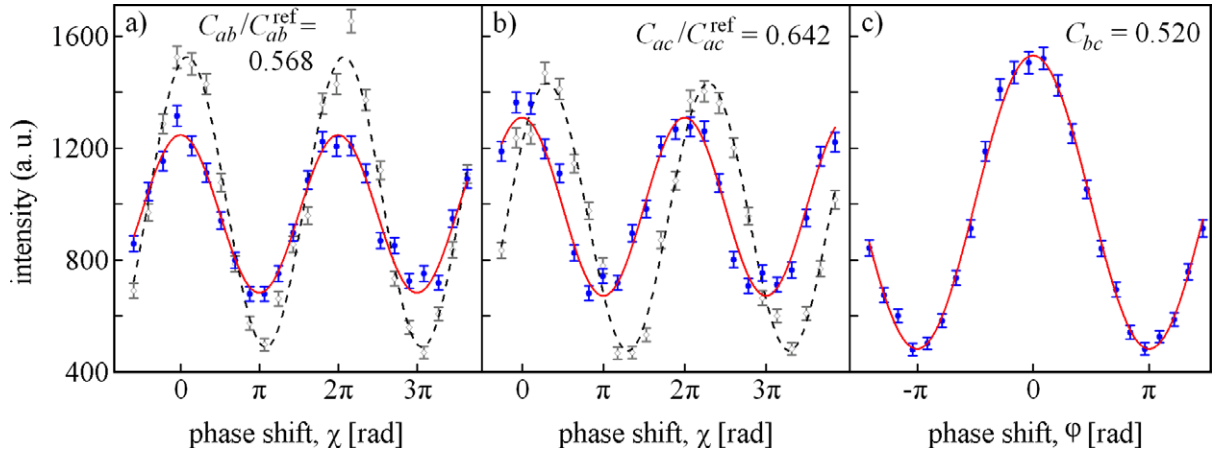 a)
C_ab/C_ab^ref=
0.568
b)
C_ac/C_ac^ref = 0.642
c)
C_bc = 0.520
intensity (a. u.)
1600
1200
800
400
0 π 2π 3π
0 π 2π 3π
-π 0 π
phase shift, χ [rad]
phase shift, χ [rad]
phase shift, φ [rad]